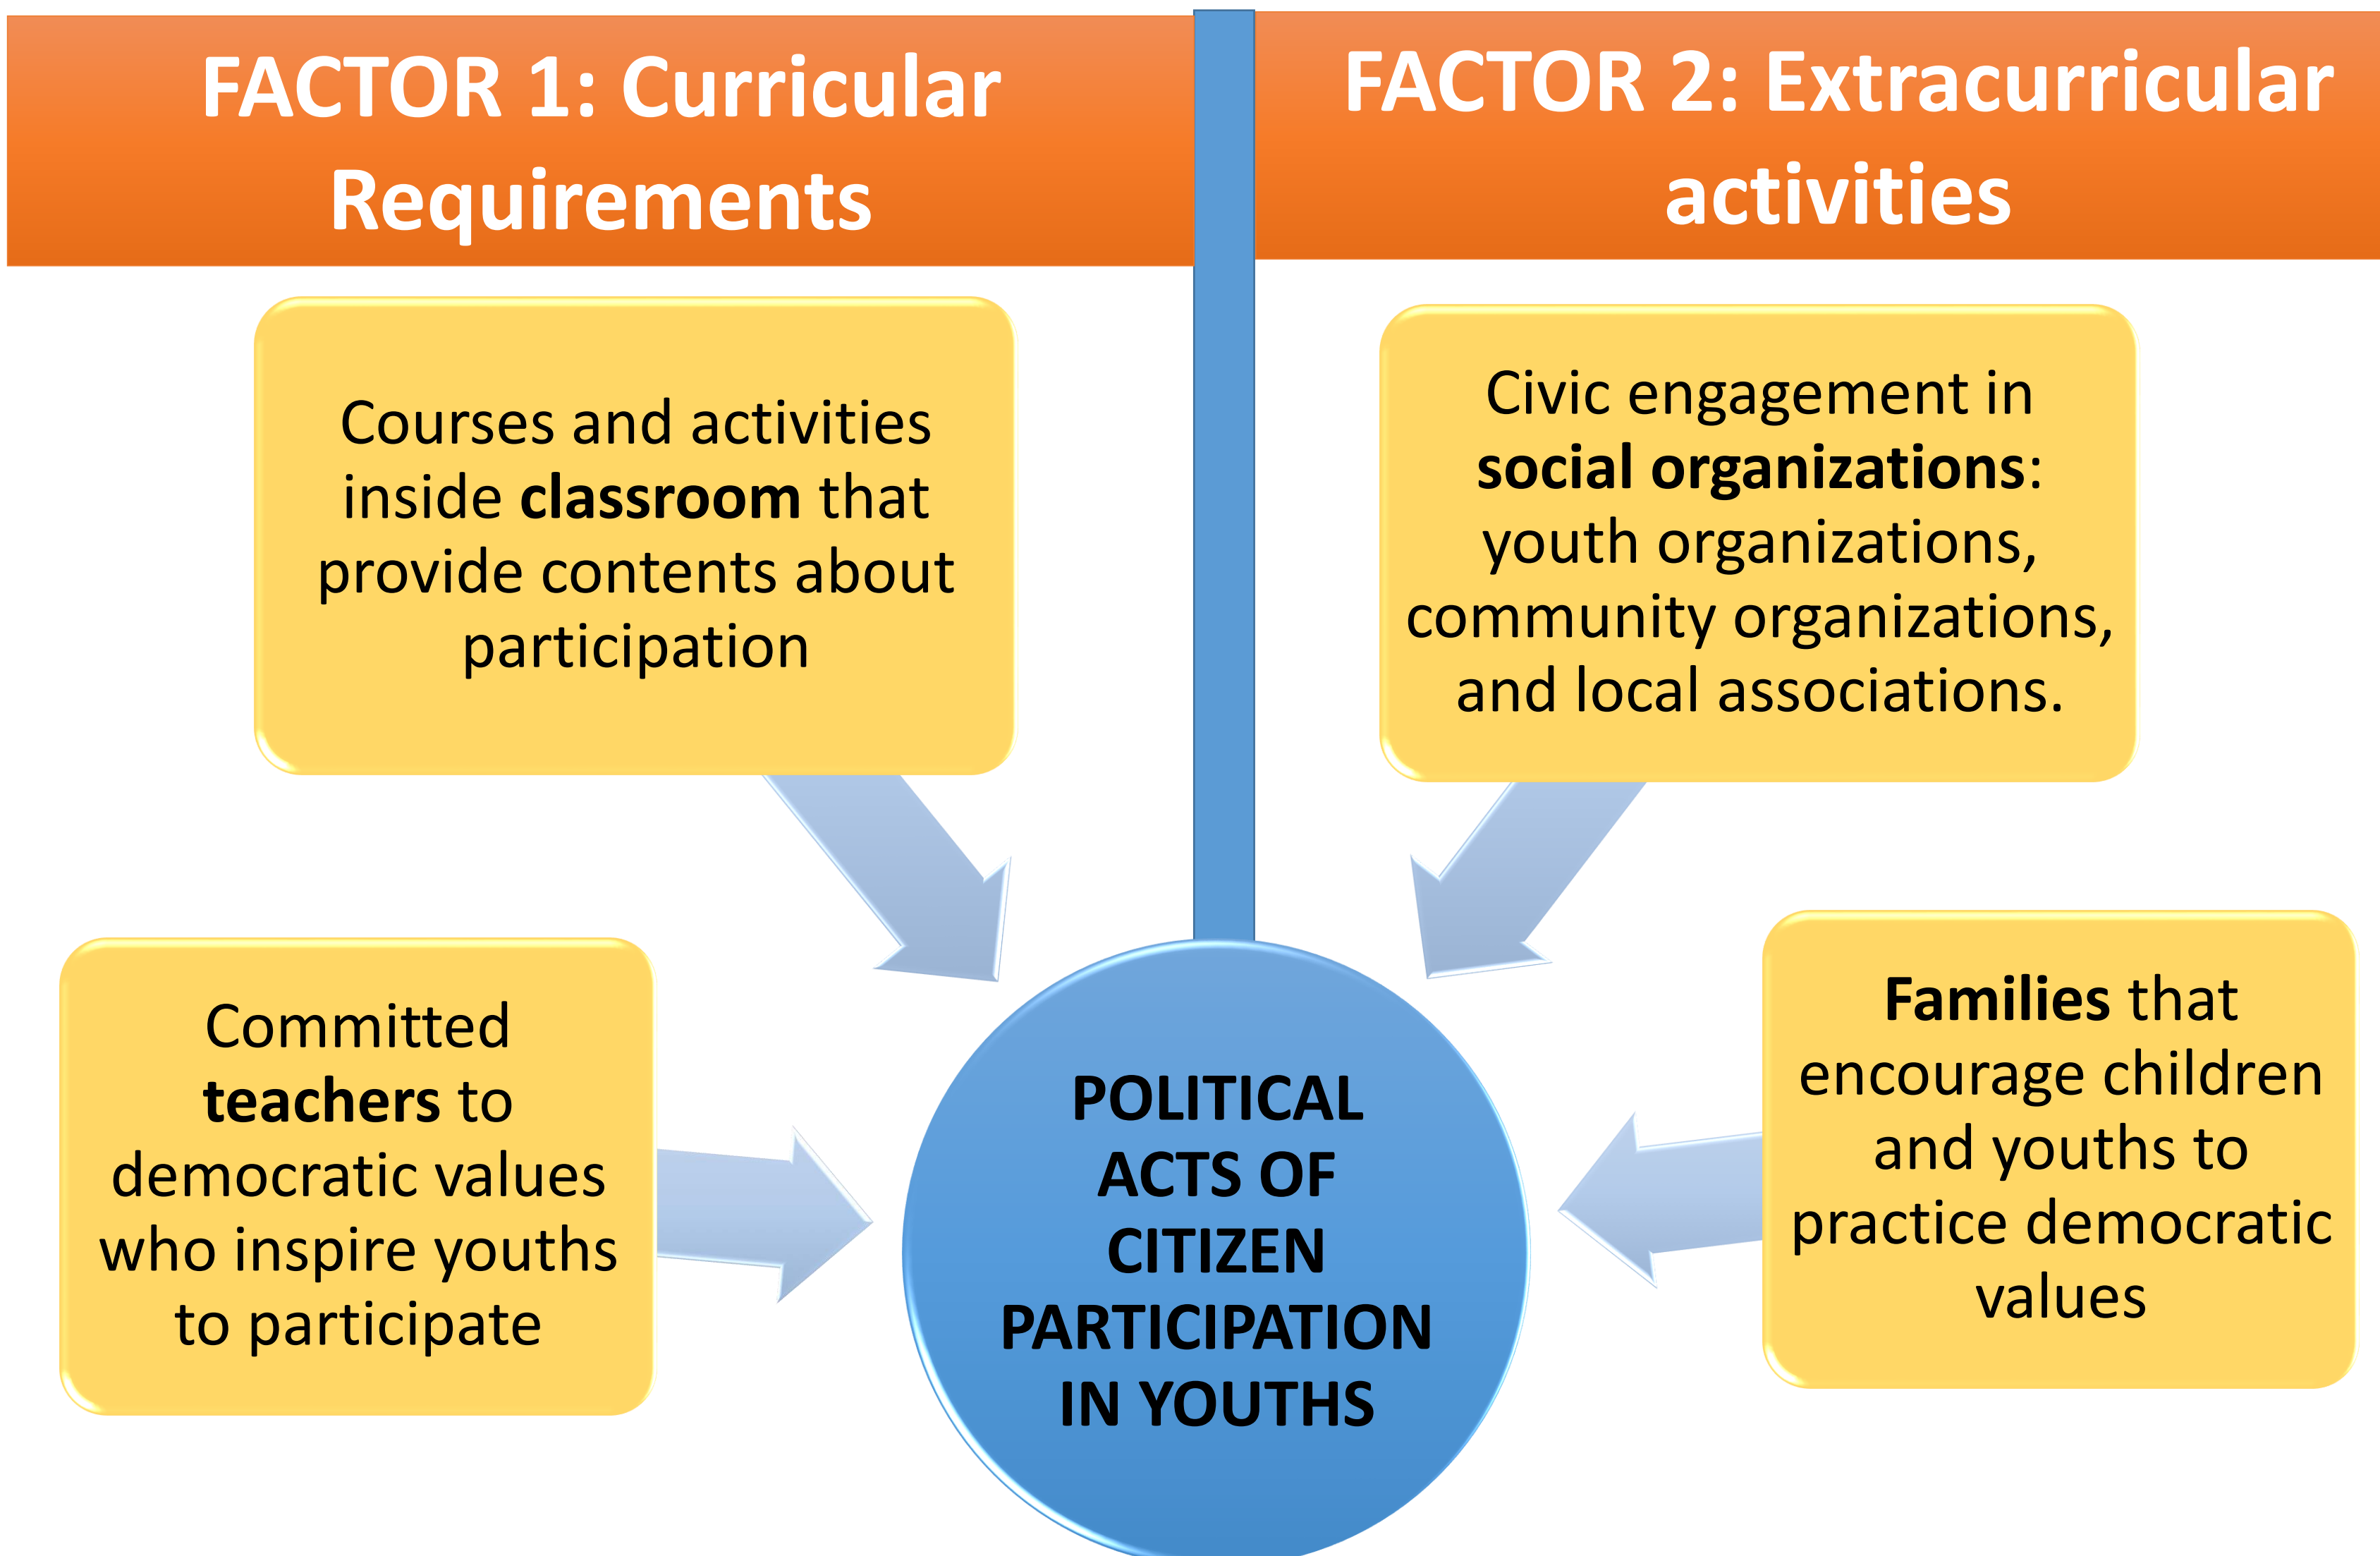 FACTOR 1: Curricular
Requirements
FACTOR 2: Extracurricular
activities
Courses and activities
inside classroom that
provide contents about
participation
Civic engagement in
social organizations:
youth organizations,
community organizations,
and local associations.
Committed
teachers to
democratic values
who inspire youths
to participate
POLITICAL
ACTS OF
CITIZEN
PARTICIPATION
IN YOUTHS
Families that
encourage children
and youths to
practice democratic
values